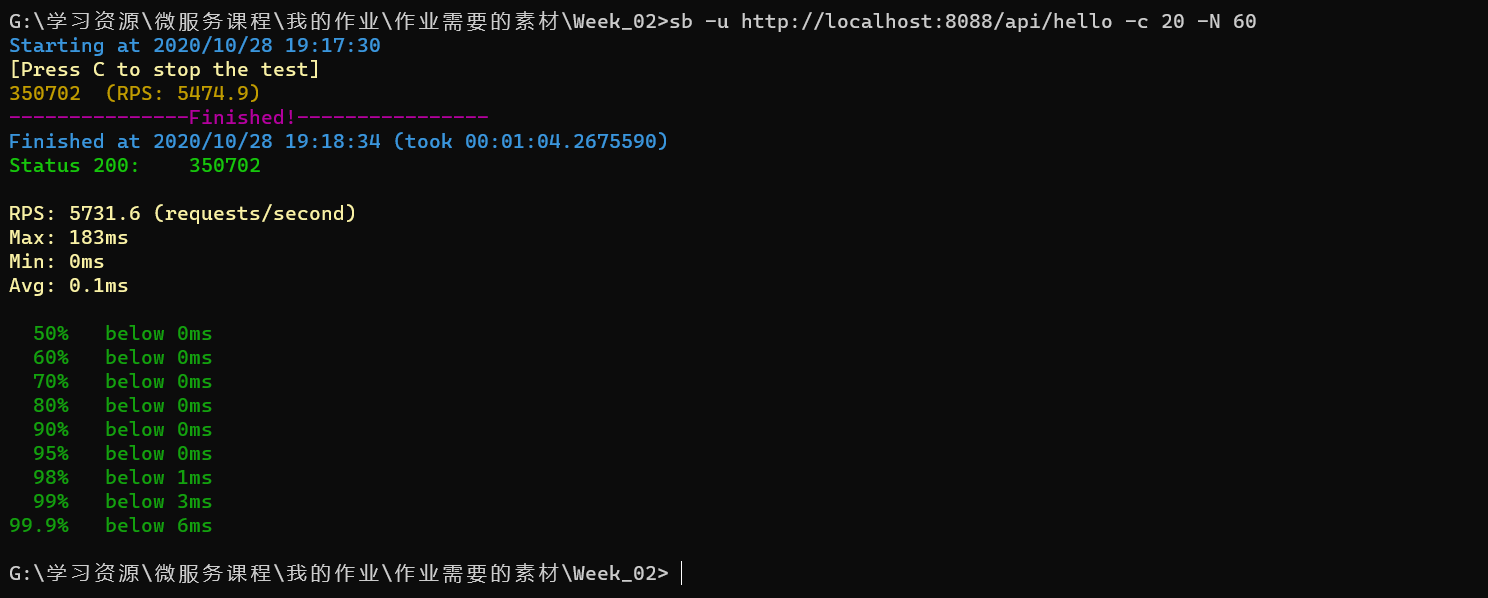 G:\学习资源\微服务课程\我的作业\作业需要的素材\Week_02>sb -u http://localhost:8088/api/hello -c 20 -N 60
Starting at 2020/10/28 19:17:30
[Press C to stop the test]
350702  (RPS: 5474.9)
---------------Finished!----------------
Finished at 2020/10/28 19:18:34 (took 00:01:04.2675590)
Status 200:    350702
RPS: 5731.6 (requests/second)
Max: 183ms
Min: 0ms
Avg: 0.1ms
50%   below 0ms
60%   below 0ms
70%   below 0ms
80%   below 0ms
90%   below 0ms
95%   below 0ms
98%   below 1ms
99%   below 3ms
99.9%   below 6ms
G:\学习资源\微服务课程\我的作业\作业需要的素材\Week_02>